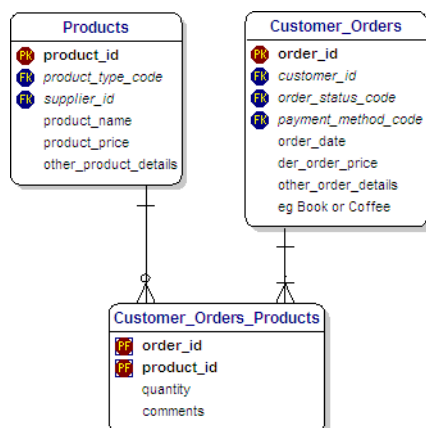 Products
PK product_id
FK product_type_code
FK supplier_id
product_name
product_price
other_product_details
Customer_Orders
PK order_id
FK customer_id
FK order_status_code
FK payment_method_code
order_date
der_order_price
other_order_details
eg Book or Coffee
Customer_Orders_Products
PF order_id
PF product_id
quantity
comments